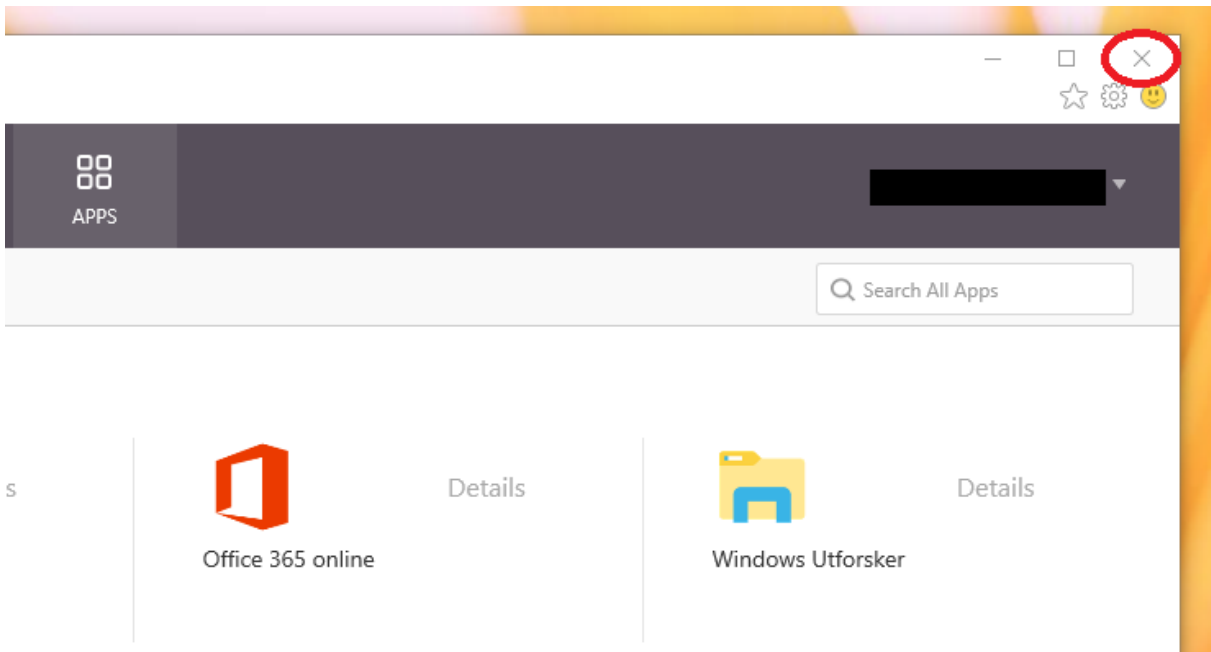 APPS
Search All Apps
s
Details
Details
Office 365 online
Windows Utforsker